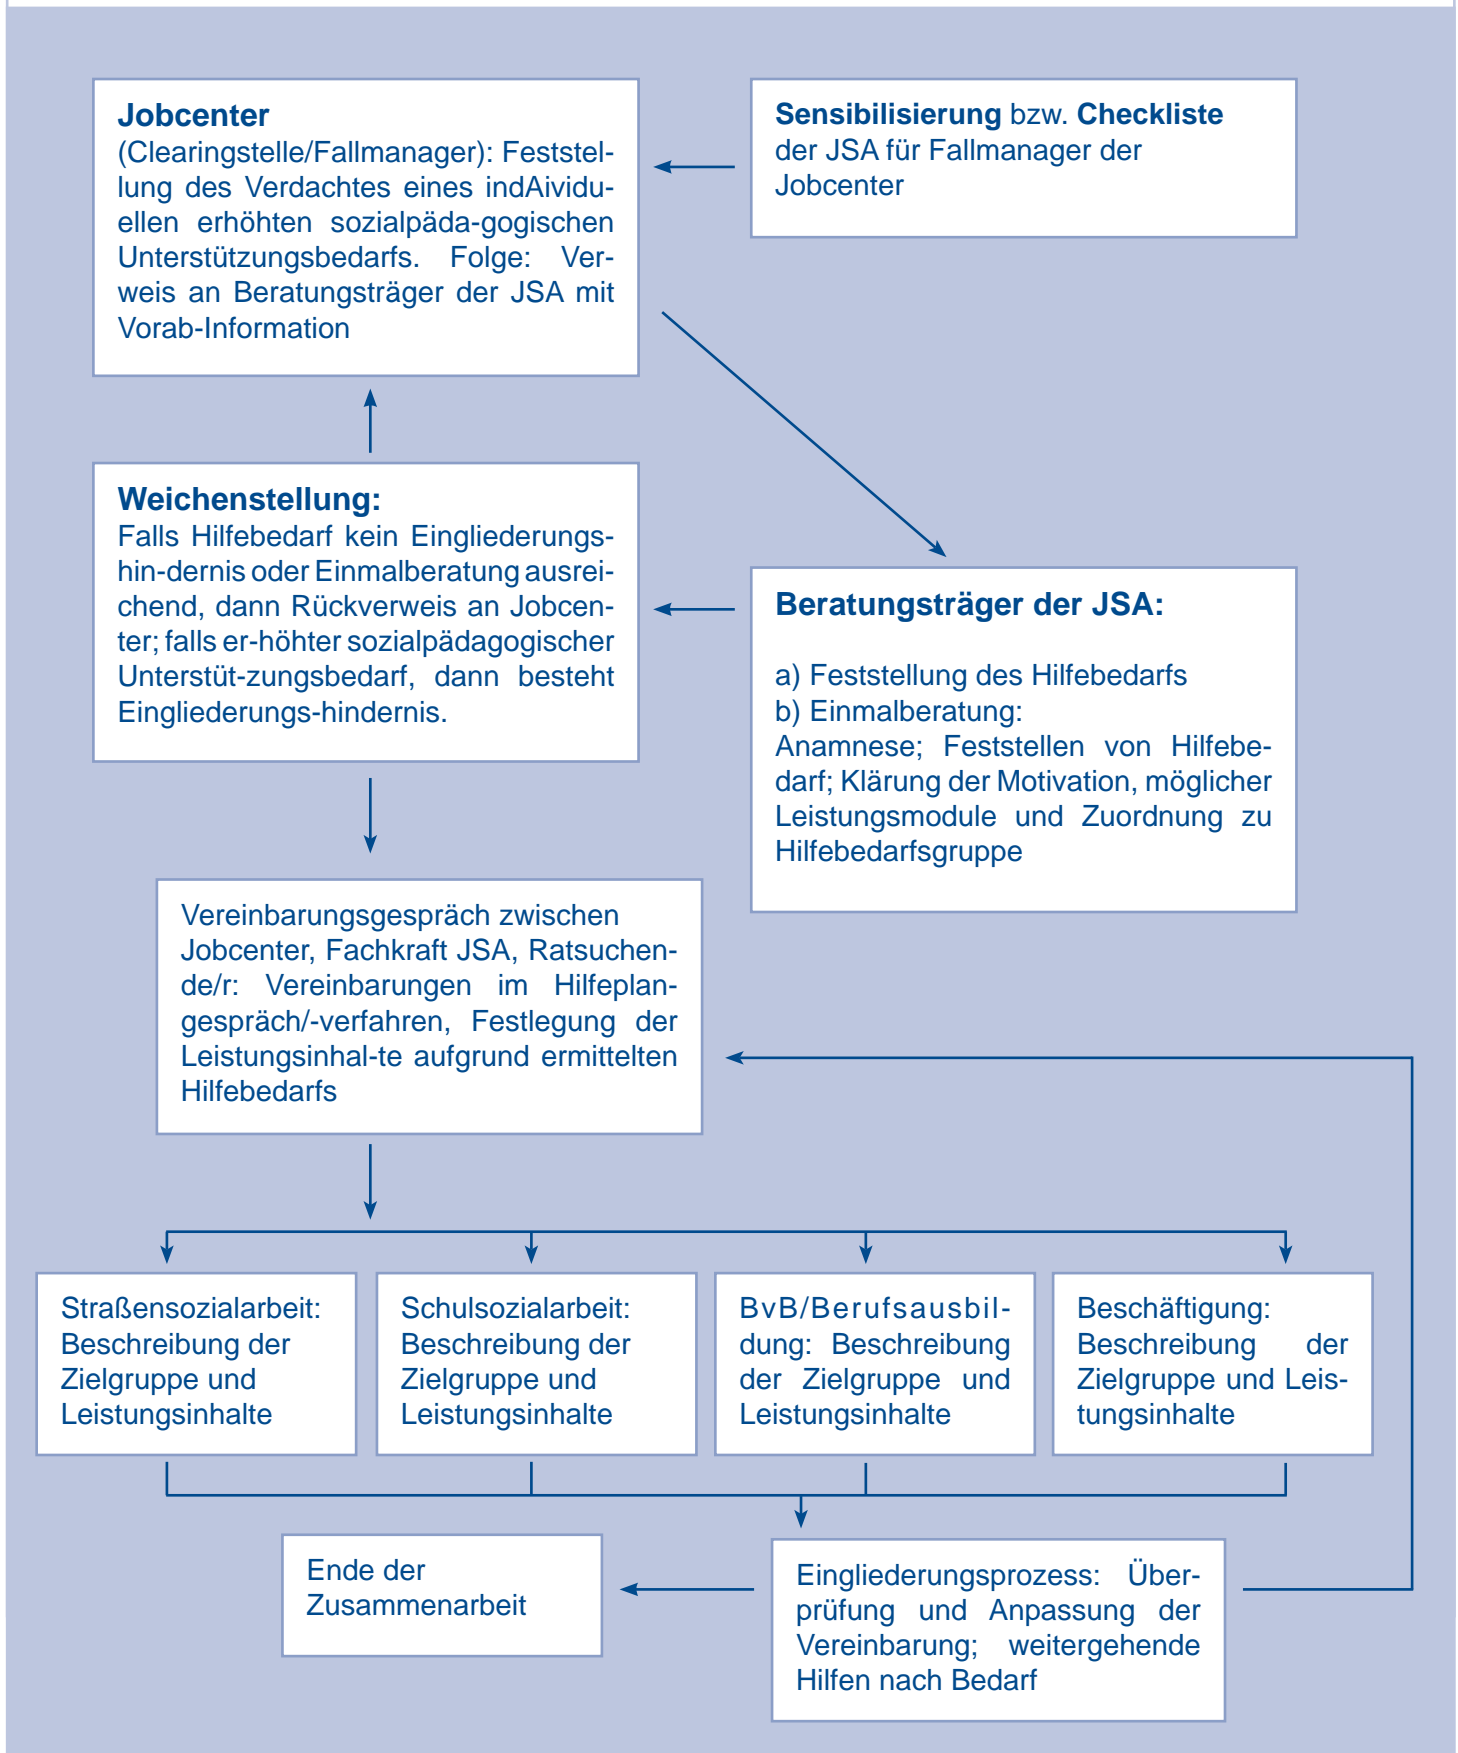 Jobcenter
(Clearingstelle/Fallmanager): Feststel-
lung des Verdachtes eines indAividu-
ellen erhöhten sozialpäda-gogischen
Unterstützungsbedarfs. Folge: Ver-
weis an Beratungsträger der JSA mit
Vorab-Information
Sensibilisierung bzw. Checkliste
der JSA für Fallmanager der
Jobcenter
Weichenstellung:
Falls Hilfebedarf kein Eingliederungs-
hin-dernis oder Einmalberatung ausrei-
chend, dann Rückverweis an Jobcen-
ter; falls er-höhter sozialpädagogischer
Unterstüt-zungsbedarf, dann besteht
Eingliederungs-hindernis.
Beratungsträger der JSA:
a) Feststellung des Hilfebedarfs
b) Einmalberatung:
Anamnese; Feststellen von Hilfebe-
darf; Klärung der Motivation, möglicher
Leistungsmodule und Zuordnung zu
Hilfebedarfsgruppe
Vereinbarungsgespräch zwischen
Jobcenter, Fachkraft JSA, Ratsuchen-
de/r: Vereinbarungen im Hilfeplan-
gespräch/-verfahren, Festlegung der
Leistungsinhal-te aufgrund ermittelten
Hilfebedarfs
Straßensozialarbeit:
Beschreibung der
Zielgruppe und
Leistungsinhalte
Schulsozialarbeit:
Beschreibung der
Zielgruppe und
Leistungsinhalte
BvB/Berufsausbil-
dung: Beschreibung
der Zielgruppe und
Leistungsinhalte
Beschäftigung:
Beschreibung der
Zielgruppe und Leis-
tungsinhalte
Ende der
Zusammenarbeit
Eingliederungsprozess: Über-
prüfung und Anpassung der
Vereinbarung; weitergehende
Hilfen nach Bedarf